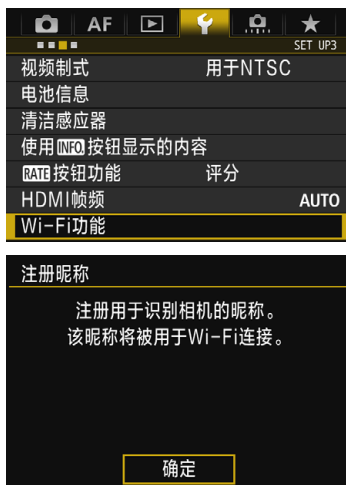 AF
SET UP3
视频制式 用于NTSC
电池信息
清洁感应器
使用INFO.按钮显示的内容
RATE按钮功能 评分
HDMI帧频 AUTO
Wi-Fi功能
注册昵称
注册用于识别相机的昵称。
该昵称将被用于Wi-Fi连接。
确定